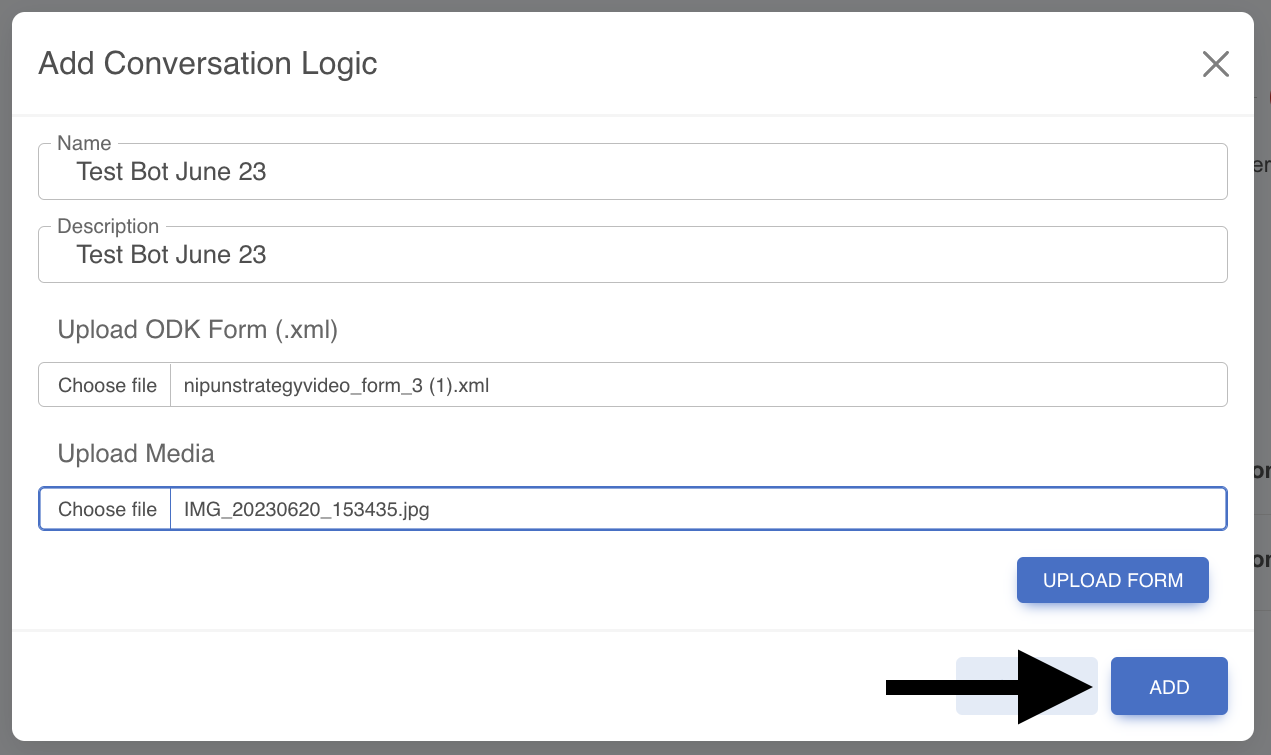 Add Conversation Logic
Name
Test Bot June 23
Description
Test Bot June 23
Upload ODK Form (.xml)
Choose file nipunstrategyvideo_form_3 (1).xml
Upload Media
Choose file IMG_20230620_153435.jpg
UPLOAD FORM
ADD